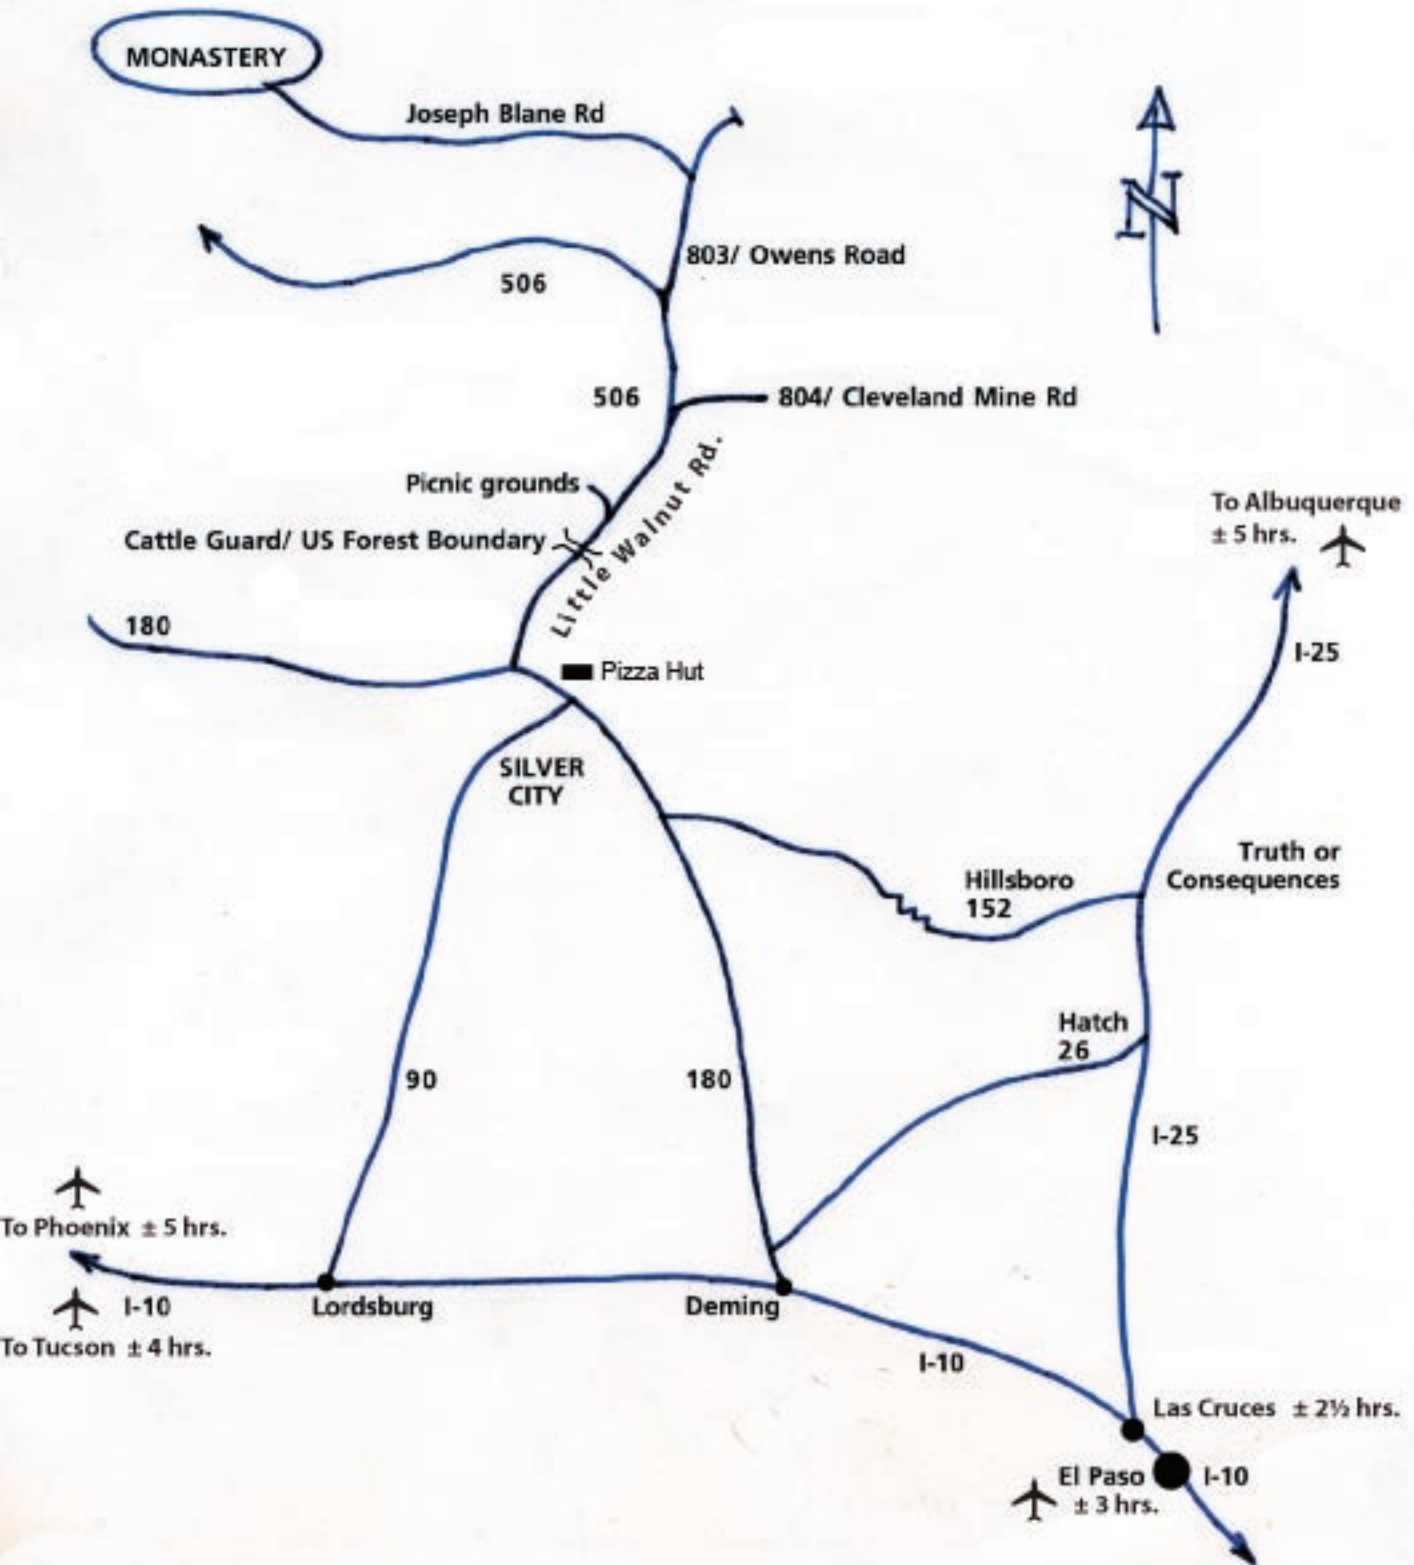 MONASTERY
Joseph Blane Rd
N
803/ Owens Road
506
506
804/ Cleveland Mine Rd
Picnic grounds
Little Walnut Rd.
Cattle Guard/ US Forest Boundary
To Albuquerque
± 5 hrs.
180
I-25
Pizza Hut
SILVER
CITY
Truth or
Consequences
Hillsboro
152
Hatch
26
90
180
I-25
To Phoenix ± 5 hrs.
I-10
Lordsburg
Deming
To Tucson ± 4 hrs.
I-10
Las Cruces ± 2½ hrs.
El Paso
± 3 hrs.
I-10